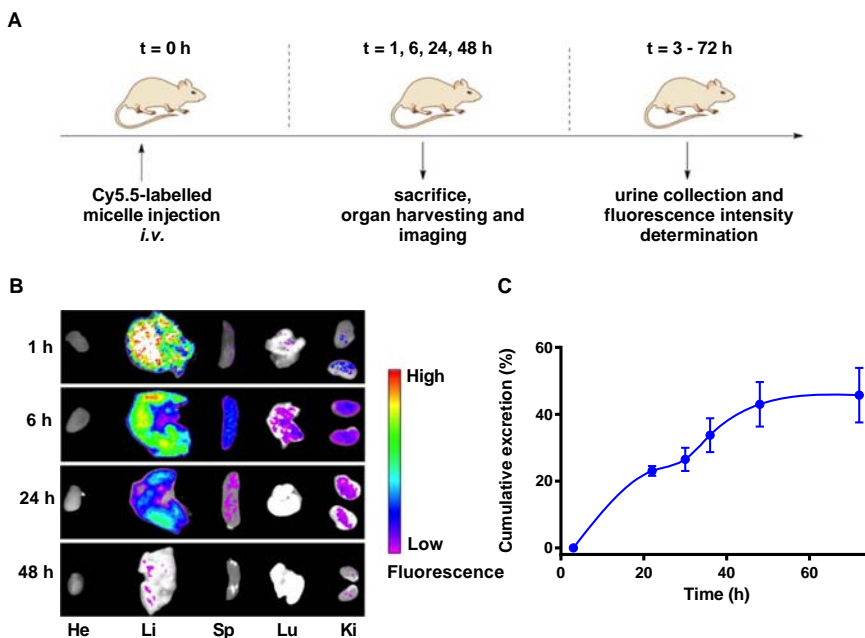 A
t = 0 h
t = 1, 6, 24, 48 h
t = 3 - 72 h
Cy5.5-labelled
micelle injection
i.v.
sacrifice,
organ harvesting and
imaging
urine collection and
fluorescence intensity
determination
B
1 h
6 h
24 h
48 h
He Li Sp Lu Ki
High
Low
Fluorescence
C
Cumulative excretion (%)
60
40
20
0
0 20 40 60
Time (h)